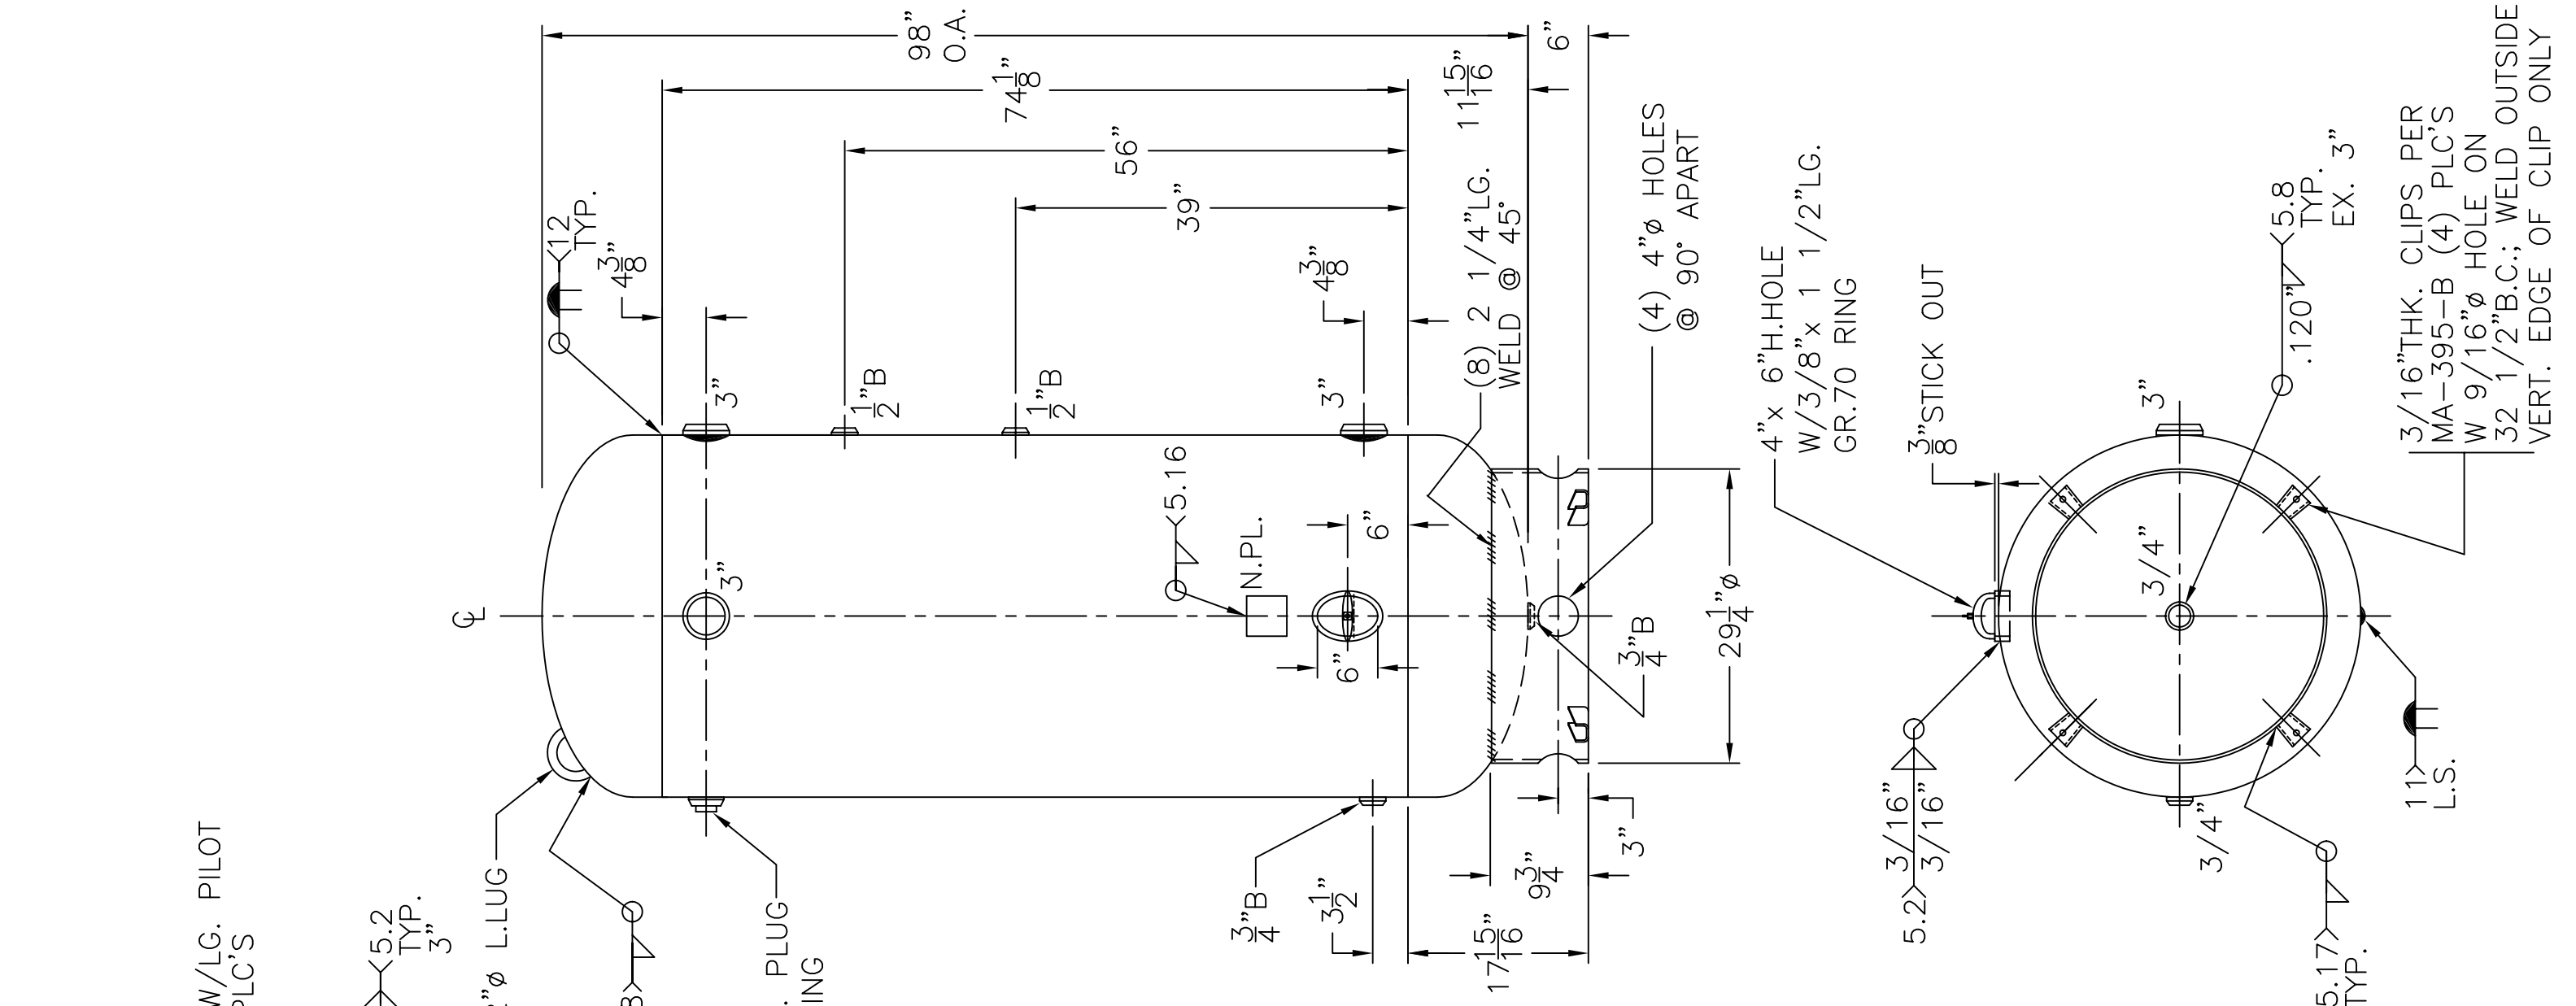 W/LG. PILOT
PLC'S
5.2
TYP.
3"
"ø L.LUG
. PLUG
ING
℄
12
TYP.
4 3/8"
98"
O.A.
74 1/8"
56"
39"
11 15/16"
6"
3"
1/2"B
1/2"B
3"
4 3/8"
3"
5.16
N.PL.
6"
6"
(8) 2 1/4"LG.
WELD @ 45°
(4) 4"ø HOLES
@ 90° APART
3/4"B
29 1/4"ø
3/4"B
3 1/2"
17 15/16"
9 3/4"
3"
4"x 6"H.HOLE
W/3/8"x 1 1/2"LG.
GR.70 RING
3/8"STICK OUT
3"
3/4"
3/4"
5.8
TYP.
EX. 3"
.120"
3/16"THK. CLIPS PER
MA-395-B (4) PLC'S
W 9/16"ø HOLE ON
32 1/2"B.C.; WELD OUTSIDE
VERT. EDGE OF CLIP ONLY
5.2
3/16"
3/16"
11
L.S.
5.17
TYP.